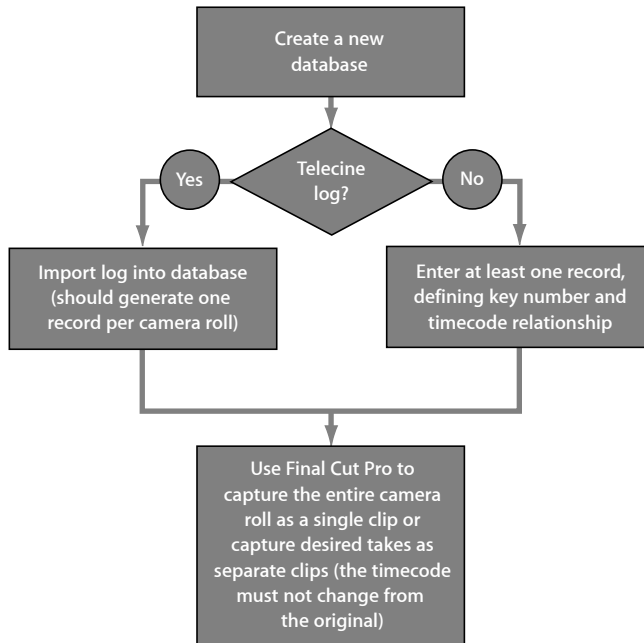 Create a new
database
Telecine
log?
Yes
No
Import log into database
(should generate one
record per camera roll)
Enter at least one record,
defining key number and
timecode relationship
Use Final Cut Pro to
capture the entire camera
roll as a single clip or
capture desired takes as
separate clips (the timecode
must not change from
the original)